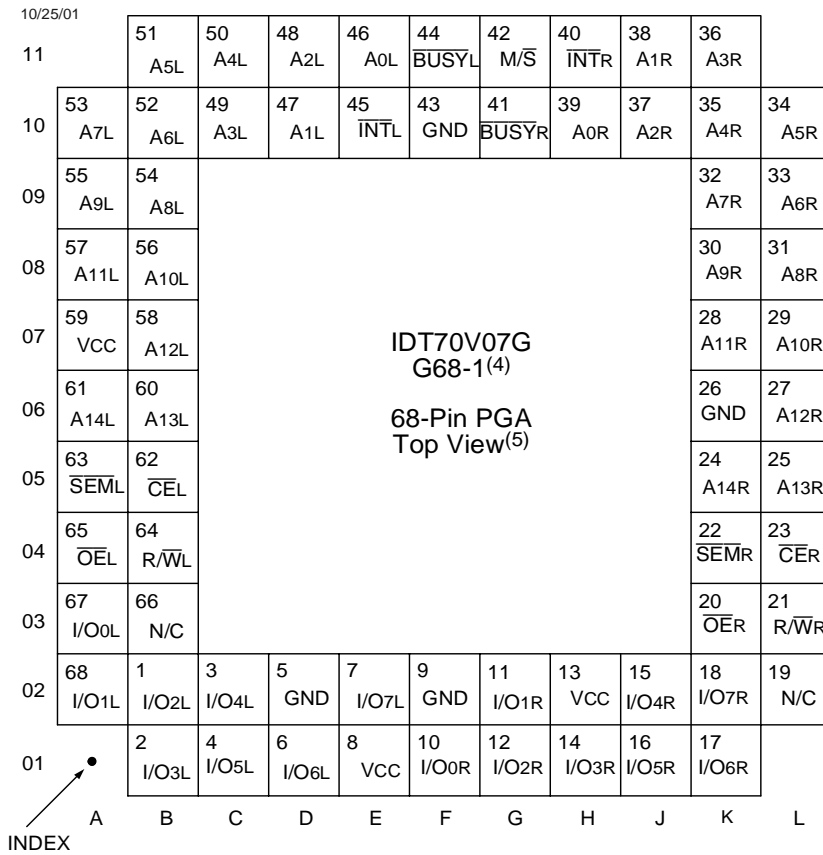 10/25/01
11 51 50 48 46 44 42 40 38 36
A5L A4L A2L A0L BUSYL M/S INTR A1R A3R
10 53 52 49 47 45 43 41 39 37 35 34
A7L A6L A3L A1L INTL GND BUSYR A0R A2R A4R A5R
09 55 54 32 33
A9L A8L A7R A6R
08 57 56 30 31
A11L A10L A9R A8R
07 59 58 28 29
VCC A12L IDT70V07G A11R A10R
G68-1(4)
06 61 60 26 27
A14L A13L 68-Pin PGA GND A12R
Top View(5)
05 63 62 24 25
SEML CEL A14R A13R
04 65 64 22 23
OEL R/WL SEMR CER
03 67 66 20 21
I/O0L N/C OER R/WR
02 68 1 3 5 7 9 11 13 15 18 19
I/O1L I/O2L I/O4L GND I/O7L GND I/O1R VCC I/O4R I/O7R N/C
01 2 4 6 8 10 12 14 16 17
I/O3L I/O5L I/O6L VCC I/O0R I/O2R I/O3R I/O5R I/O6R
A B C D E F G H J K L
INDEX